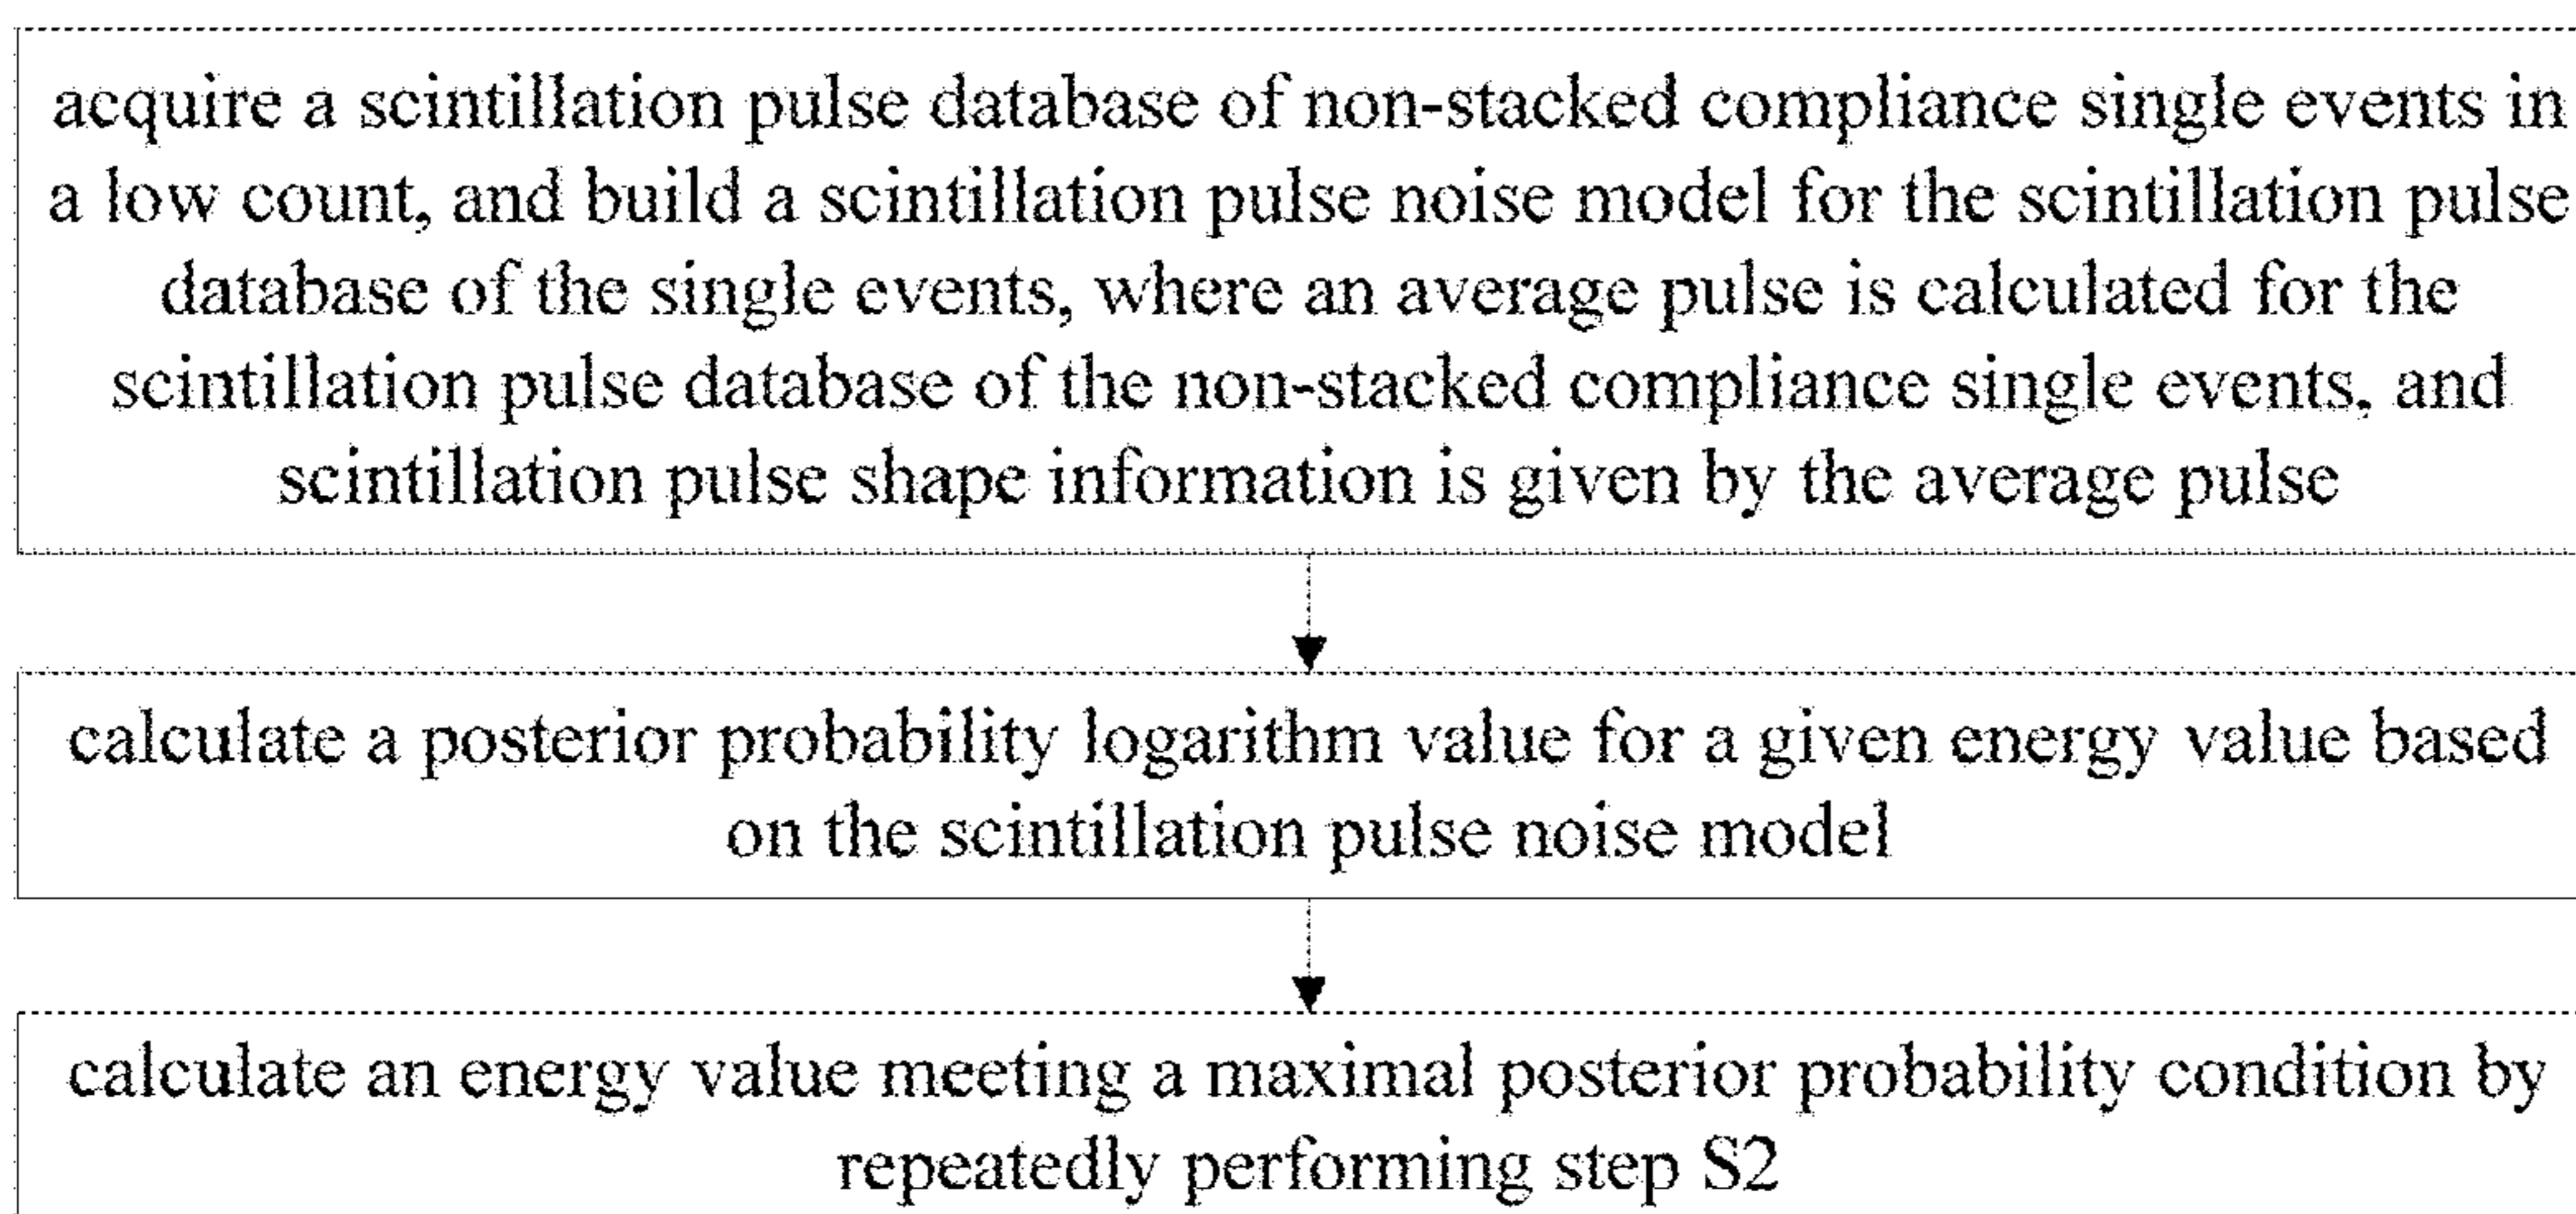 acquire a scintillation pulse database of non-stacked compliance single events in
a low count, and build a scintillation pulse noise model for the scintillation pulse
database of the single events, where an average pulse is calculated for the
scintillation pulse database of the non-stacked compliance single events, and
scintillation pulse shape information is given by the average pulse
calculate a posterior probability logarithm value for a given energy value based
on the scintillation pulse noise model
calculate an energy value meeting a maximal posterior probability condition by
repeatedly performing step S2